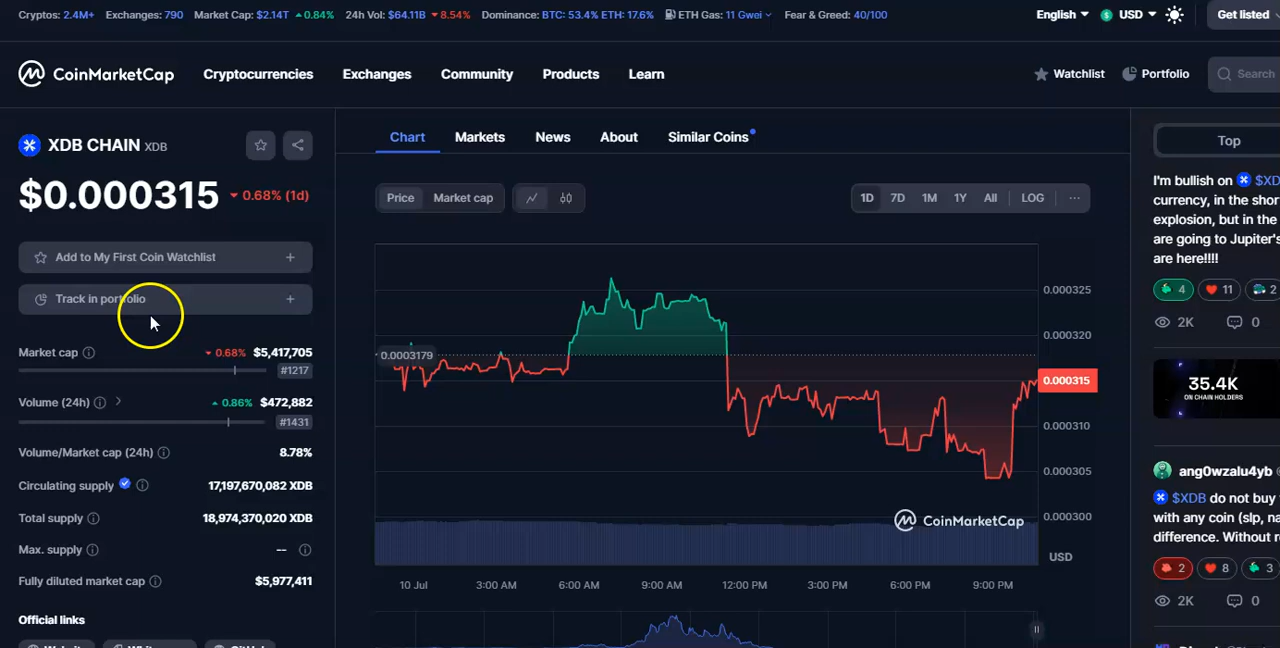 Cryptos: 2.4M+ Exchanges: 790 Market Cap: $2.14T 0.84% 24h Vol: $64.11B 8.54% Dominance: BTC: 53.4% ETH: 17.6% ETH Gas: 11 Gwei Fear & Greed: 40/100
English USD Get listed
CoinMarketCap Cryptocurrencies Exchanges Community Products Learn
Watchlist Portfolio Search
XDB CHAIN XDB
$0.000315 0.68% (1d)
Add to My First Coin Watchlist +
Track in portfolio +
Market cap 0.68% $5,417,705
#1217
Volume (24h) 0.86% $472,882
#1431
Volume/Market cap (24h) 8.78%
Circulating supply 17,197,670,082 XDB
Total supply 18,974,370,020 XDB
Max. supply --
Fully diluted market cap $5,977,411
Official links
GitHub
Chart Markets News About Similar Coins
Price Market cap
1D 7D 1M 1Y All LOG ...
0.000325
0.000320
0.0003179
0.000315
0.000310
0.000305
0.000300
CoinMarketCap
USD
10 Jul 3:00 AM 6:00 AM 9:00 AM 12:00 PM 3:00 PM 6:00 PM 9:00 PM
Top
I'm bullish on $XD
currency, in the short
explosion, but in the
are going to Jupiter's
are here!!!!
4 11 2
2K 0
35.4K
ON CHAIN HOLDERS
ang0wzalu4yb
$XDB do not buy
with any coin (slp, na
difference. Without r
2 8 3
2K 0